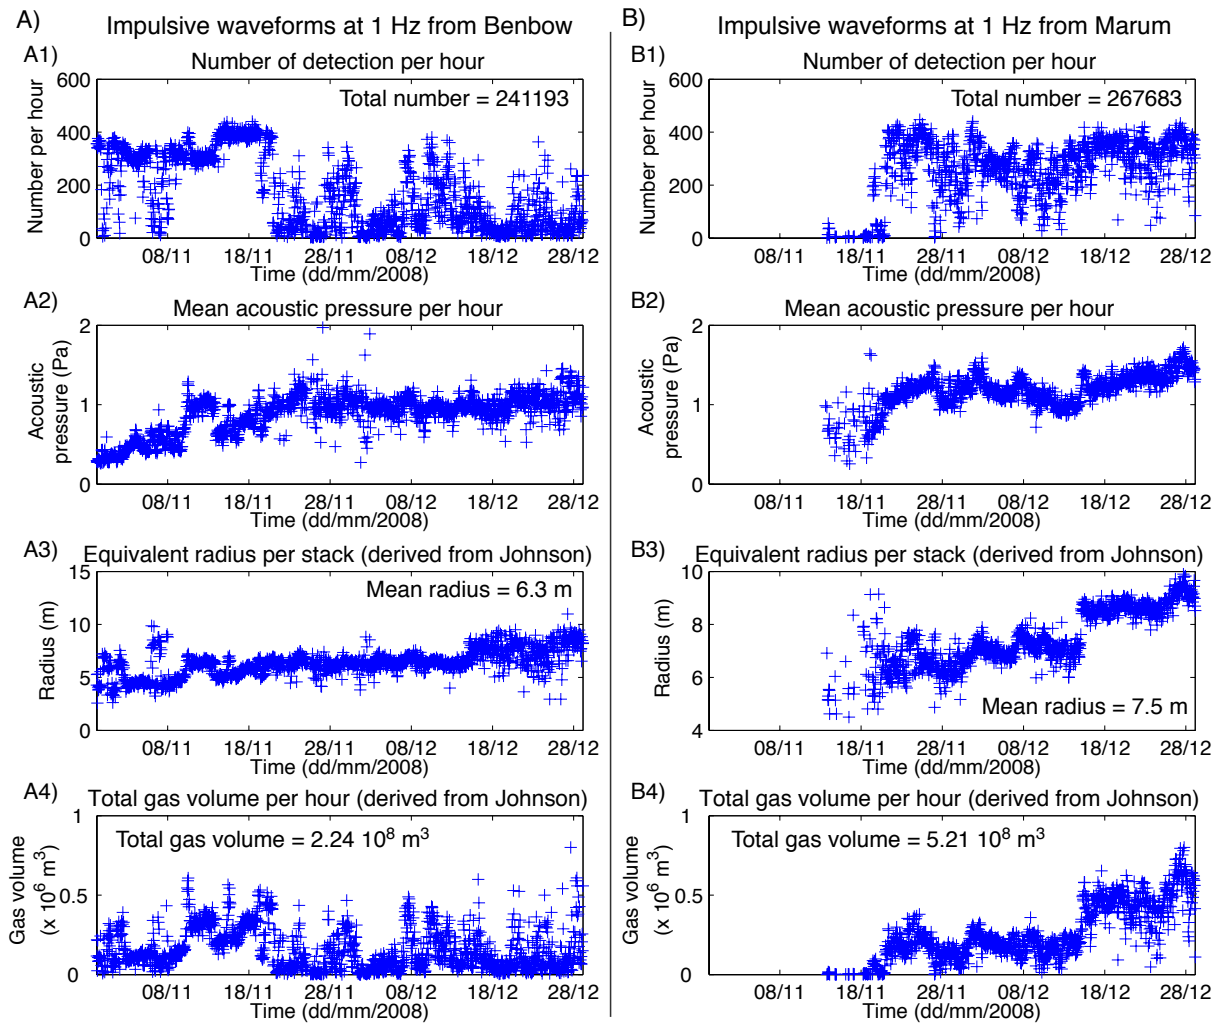 A)
Impulsive waveforms at 1 Hz from Benbow
A1)
Number of detection per hour
Total number = 241193
Number per hour
600
400
200
0
08/11 18/11 28/11 08/12 18/12 28/12
Time (dd/mm/2008)
A2)
Mean acoustic pressure per hour
Acoustic
pressure (Pa)
2
1
0
08/11 18/11 28/11 08/12 18/12 28/12
Time (dd/mm/2008)
A3)
Equivalent radius per stack (derived from Johnson)
Mean radius = 6.3 m
Radius (m)
15
10
5
0
08/11 18/11 28/11 08/12 18/12 28/12
Time (dd/mm/2008)
A4)
Total gas volume per hour (derived from Johnson)
Total gas volume = 2.24 10⁸ m³
Gas volume
(x 10⁶ m³)
1
0.5
0
08/11 18/11 28/11 08/12 18/12 28/12
Time (dd/mm/2008)
B)
Impulsive waveforms at 1 Hz from Marum
B1)
Number of detection per hour
Total number = 267683
Number per hour
600
400
200
0
08/11 18/11 28/11 08/12 18/12 28/12
Time (dd/mm/2008)
B2)
Mean acoustic pressure per hour
Acoustic
pressure (Pa)
2
1
0
08/11 18/11 28/11 08/12 18/12 28/12
Time (dd/mm/2008)
B3)
Equivalent radius per stack (derived from Johnson)
Mean radius = 7.5 m
Radius (m)
10
8
6
4
08/11 18/11 28/11 08/12 18/12 28/12
Time (dd/mm/2008)
B4)
Total gas volume per hour (derived from Johnson)
Total gas volume = 5.21 10⁸ m³
Gas volume
(x 10⁶ m³)
1
0.5
0
08/11 18/11 28/11 08/12 18/12 28/12
Time (dd/mm/2008)